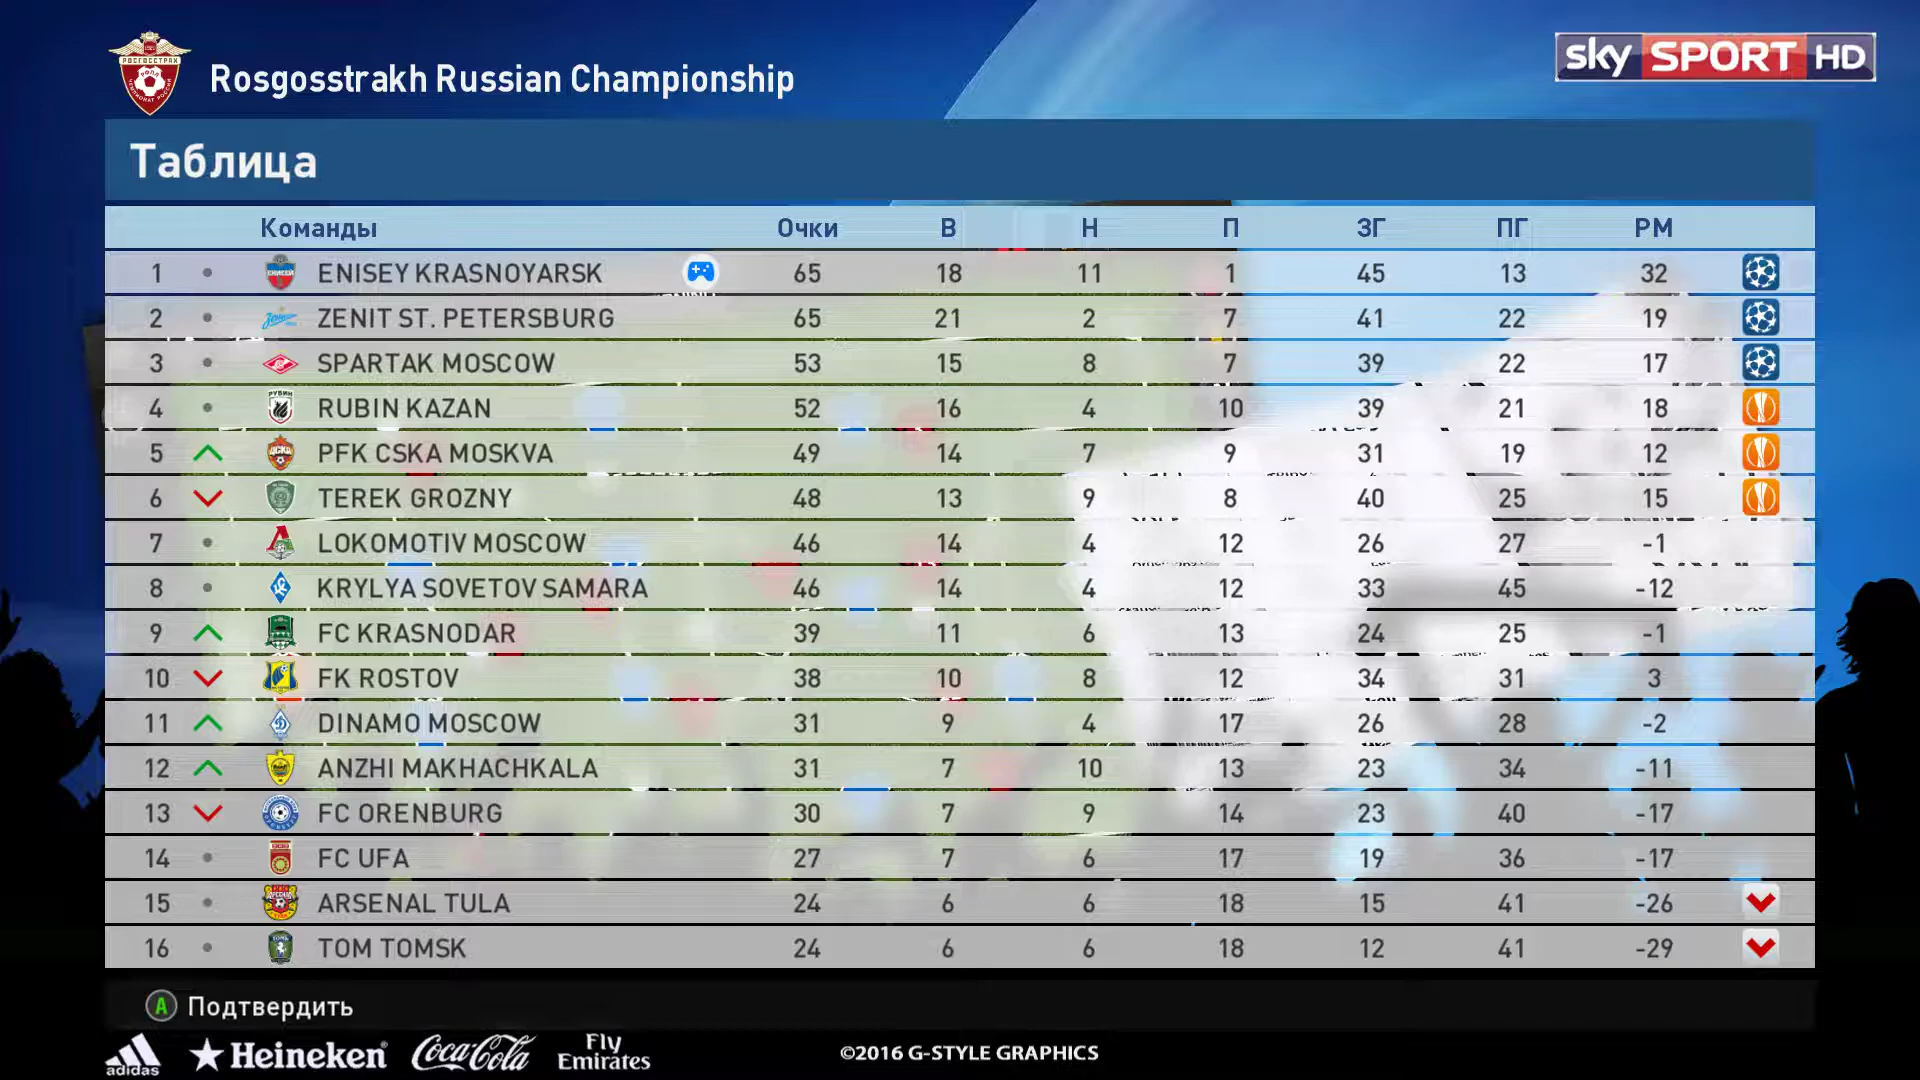 Rosgosstrakh Russian Championship
sky SPORT HD
Таблица
Команды Очки В Н П ЗГ ПГ РМ
1 ENISEY KRASNOYARSK 65 18 11 1 45 13 32
2 ZENIT ST. PETERSBURG 65 21 2 7 41 22 19
3 SPARTAK MOSCOW 53 15 8 7 39 22 17
4 RUBIN KAZAN 52 16 4 10 39 21 18
5 PFK CSKA MOSKVA 49 14 7 9 31 19 12
6 TEREK GROZNY 48 13 9 8 40 25 15
7 LOKOMOTIV MOSCOW 46 14 4 12 26 27 -1
8 KRYLYA SOVETOV SAMARA 46 14 4 12 33 45 -12
9 FC KRASNODAR 39 11 6 13 24 25 -1
10 FK ROSTOV 38 10 8 12 34 31 3
11 DINAMO MOSCOW 31 9 4 17 26 28 -2
12 ANZHI MAKHACHKALA 31 7 10 13 23 34 -11
13 FC ORENBURG 30 7 9 14 23 40 -17
14 FC UFA 27 7 6 17 19 36 -17
15 ARSENAL TULA 24 6 6 18 15 41 -26
16 TOM TOMSK 24 6 6 18 12 41 -29
A Подтвердить
adidas Heineken Coca-Cola Fly Emirates
©2016 G-STYLE GRAPHICS